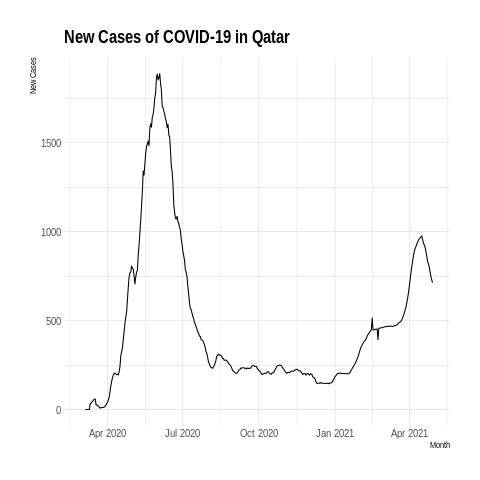 New Cases of COVID-19 in Qatar
New Cases
1500
1000
500
0
Apr 2020 Jul 2020 Oct 2020 Jan 2021 Apr 2021
Month